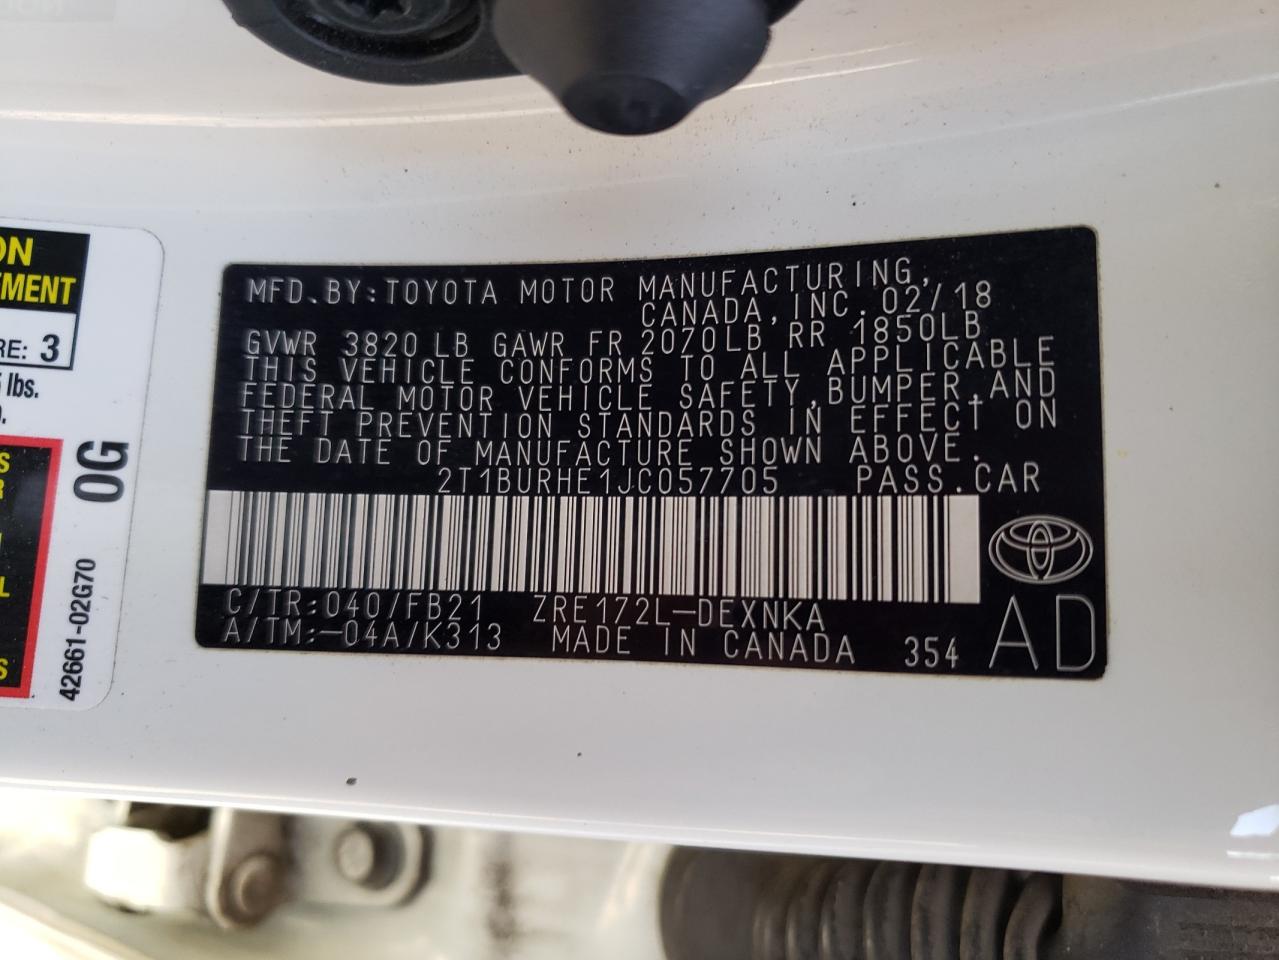 ON
EMENT
RE: 3
lbs.
0G
42661-02G70
MFD.BY:TOYOTA MOTOR MANUFACTURING,
CANADA,INC.02/18
GVWR 3820 LB GAWR FR 2070LB RR 1850LB
THIS VEHICLE CONFORMS TO ALL APPLICABLE
FEDERAL MOTOR VEHICLE SAFETY,BUMPER,AND
THEFT PREVENTION STANDARDS IN EFFECT ON
THE DATE OF MANUFACTURE SHOWN ABOVE.
2T1BURHE1JC057705 PASS.CAR
C/TR:040/FB21 ZRE172L-DEXNKA
A/TM:-04A/K313 MADE IN CANADA 354
AD